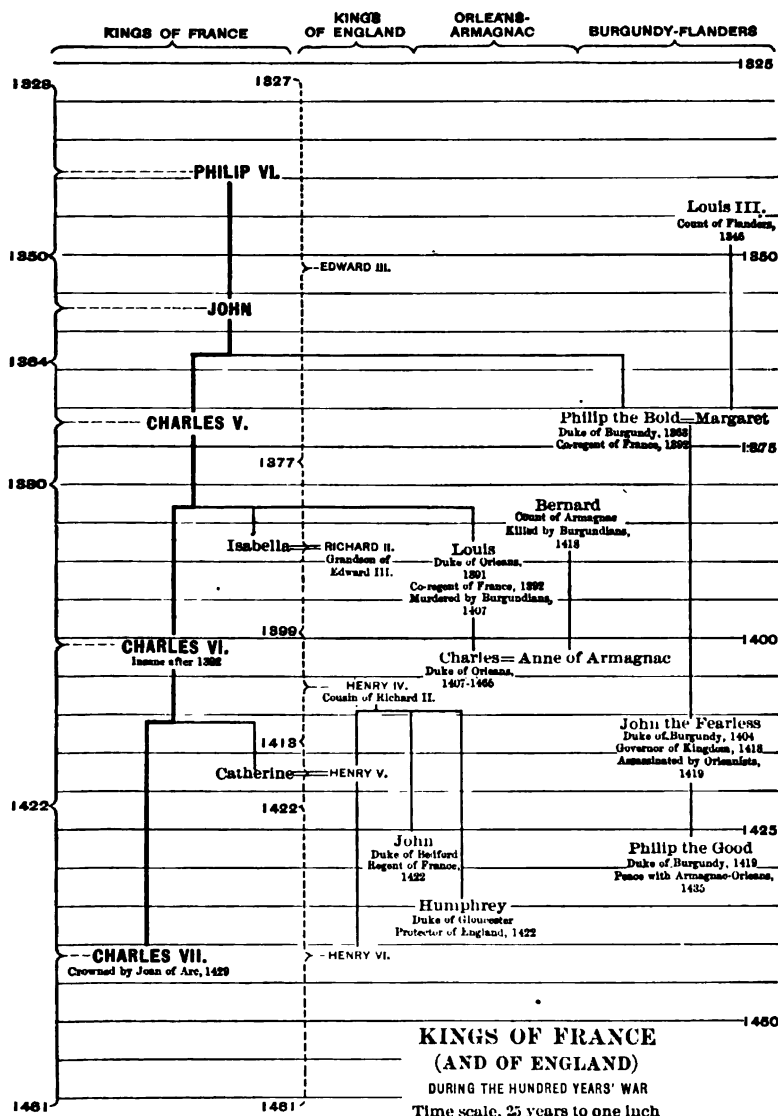 KINGS OF FRANCE
KINGS
OF ENGLAND
ORLEANS-
ARMAGNAC
BURGUNDY-FLANDERS
1325
1328
1327
PHILIP VI.
Louis III.
Count of Flanders,
1346
1350
1350
EDWARD III.
JOHN
1364
CHARLES V.
Philip the Bold=Margaret
Duke of Burgundy, 1363
Co-regent of France, 1392
1375
1377
1380
Bernard
Count of Armagnac
Killed by Burgundians,
1418
Isabella=
RICHARD II.
Grandson of
Edward III.
Louis
Duke of Orleans,
1391
Co-regent of France, 1392
Murdered by Burgundians,
1407
1399
1400
CHARLES VI.
Insane after 1392
Charles=Anne of Armagnac
Duke of Orleans,
1407-1465
HENRY IV.
Cousin of Richard II.
John the Fearless
Duke of Burgundy, 1404
Governor of Kingdom, 1418
Assassinated by Orleanists,
1419
1413
Catherine=HENRY V.
1422
1422
1425
John
Duke of Bedford
Regent of France,
1422
Philip the Good
Duke of Burgundy, 1419
Peace with Armagnac-Orleans,
1435
Humphrey
Duke of Gloucester
Protector of England, 1422
CHARLES VII.
Crowned by Joan of Arc, 1429
HENRY VI.
1450
KINGS OF FRANCE
(AND OF ENGLAND)
DURING THE HUNDRED YEARS' WAR
Time scale, 25 years to one inch
1461
1461